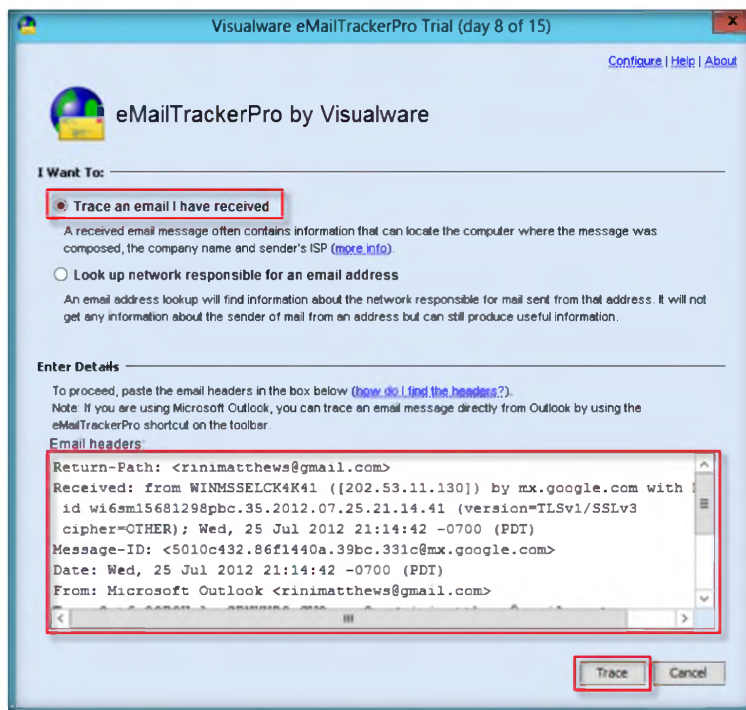 Visualware eMailTrackerPro Trial (day 8 of 15)
Configure | Help | About
eMailTrackerPro by Visualware
I Want To:
Trace an email I have received
A received email message often contains information that can locate the computer where the message was
composed, the company name and sender's ISP (more info).
Look up network responsible for an email address
An email address lookup will find information about the network responsible for mail sent from that address. It will not
get any information about the sender of mail from an address but can still produce useful information.
Enter Details
To proceed, paste the email headers in the box below (how do I find the headers?).
Note: If you are using Microsoft Outlook, you can trace an email message directly from Outlook by using the
eMailTrackerPro shortcut on the toolbar.
Email headers:
Return-Path: <rinimatthews@gmail.com>
Received: from WINMSSELCK4K41 ([202.53.11.130]) by mx.google.com with
id wi6sm15681298pbc.35.2012.07.25.21.14.41 (version=TLSv1/SSLv3
cipher=OTHER); Wed, 25 Jul 2012 21:14:42 -0700 (PDT)
Message-ID: <5010c432.86f1440a.39bc.331c@mx.google.com>
Date: Wed, 25 Jul 2012 21:14:42 -0700 (PDT)
From: Microsoft Outlook <rinimatthews@gmail.com>
Trace
Cancel